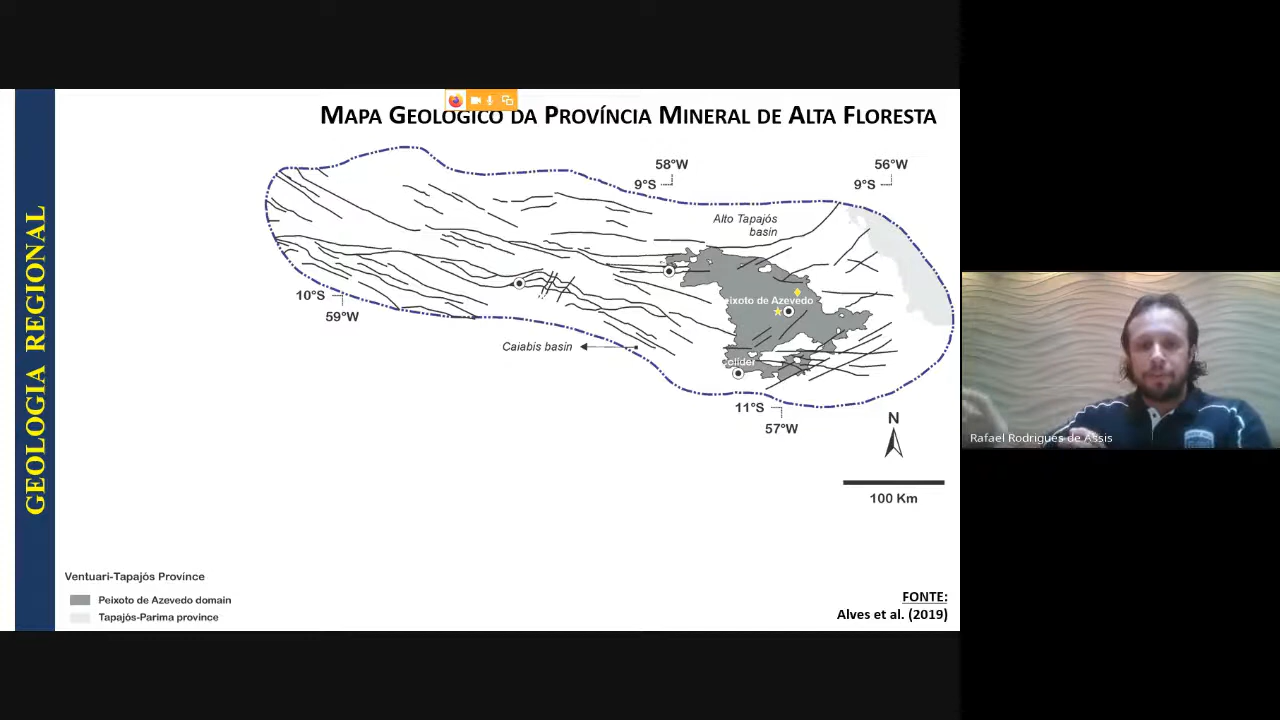 MAPA GEOLÓGICO DA PROVÍNCIA MINERAL DE ALTA FLORESTA
GEOLOGIA REGIONAL
58°W
56°W
9°S
9°S
Alto Tapajós
basin
10°S
59°W
eixoto de Azevedo
Caiabis basin
olíder
11°S
57°W
N
100 Km
Ventuari-Tapajós Province
Peixoto de Azevedo domain
Tapajós-Parima province
FONTE:
Alves et al. (2019)
Rafael Rodrigues de Assis